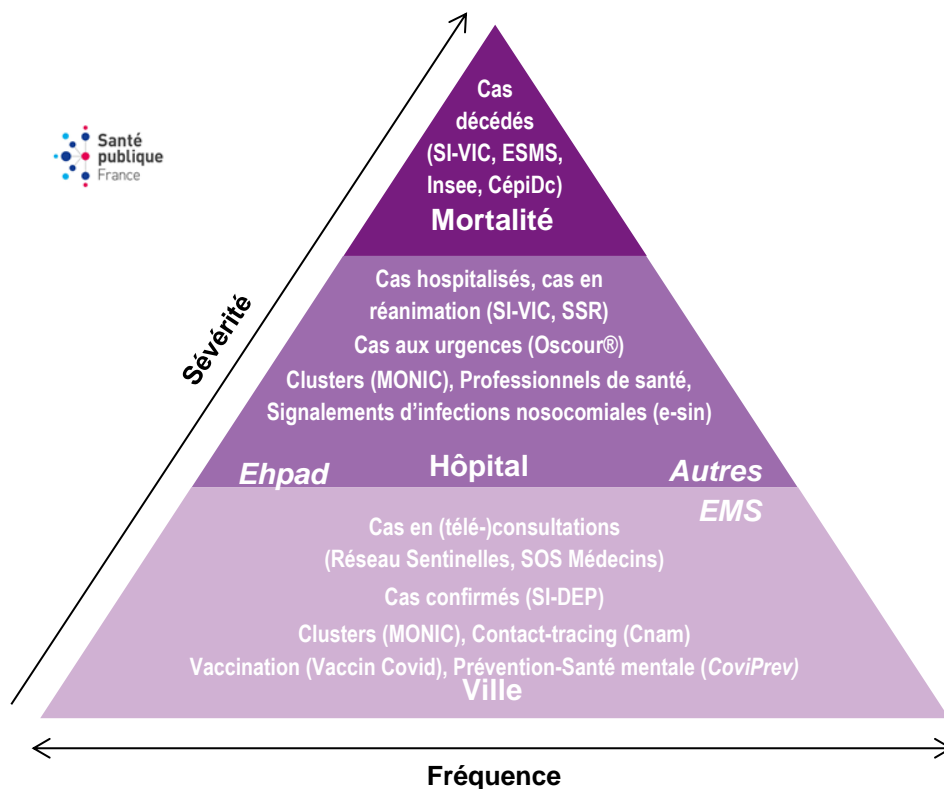 Santé
publique
France
Sévérité
Cas
décédés
(SI-VIC, ESMS,
Insee, CépiDc)
Mortalité
Cas hospitalisés, cas en
réanimation (SI-VIC, SSR)
Cas aux urgences (Oscour®)
Clusters (MONIC), Professionnels de santé,
Signalements d’infections nosocomiales (e-sin)
Ehpad
Hôpital
Autres
EMS
Cas en (télé-)consultations
(Réseau Sentinelles, SOS Médecins)
Cas confirmés (SI-DEP)
Clusters (MONIC), Contact-tracing (Cnam)
Vaccination (Vaccin Covid), Prévention-Santé mentale (CoviPrev)
Ville
Fréquence